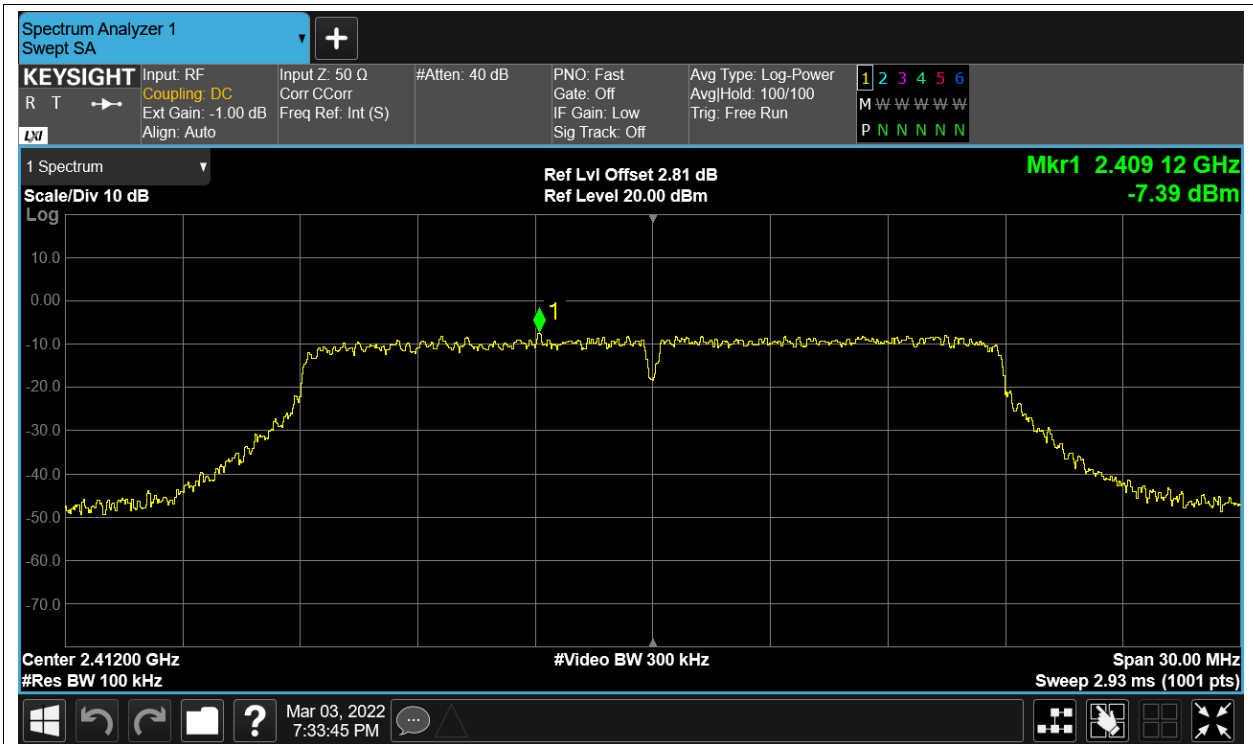 Spectrum Analyzer 1
Swept SA
KEYSIGHT
R T
LXI
Input: RF
Coupling: DC
Ext Gain: -1.00 dB
Align: Auto
Input Z: 50 Ω
Corr CCorr
Freq Ref: Int (S)
#Atten: 40 dB
PNO: Fast
Gate: Off
IF Gain: Low
Sig Track: Off
Avg Type: Log-Power
Avg|Hold: 100/100
Trig: Free Run
1 2 3 4 5 6
M W W W W W
P N N N N N
1 Spectrum
Scale/Div 10 dB
Log
Ref Lvl Offset 2.81 dB
Ref Level 20.00 dBm
Mkr1 2.409 12 GHz
-7.39 dBm
10.0
0.00
1
-10.0
-20.0
-30.0
-40.0
-50.0
-60.0
-70.0
Center 2.41200 GHz
#Res BW 100 kHz
#Video BW 300 kHz
Span 30.00 MHz
Sweep 2.93 ms (1001 pts)
?
Mar 03, 2022
7:33:45 PM